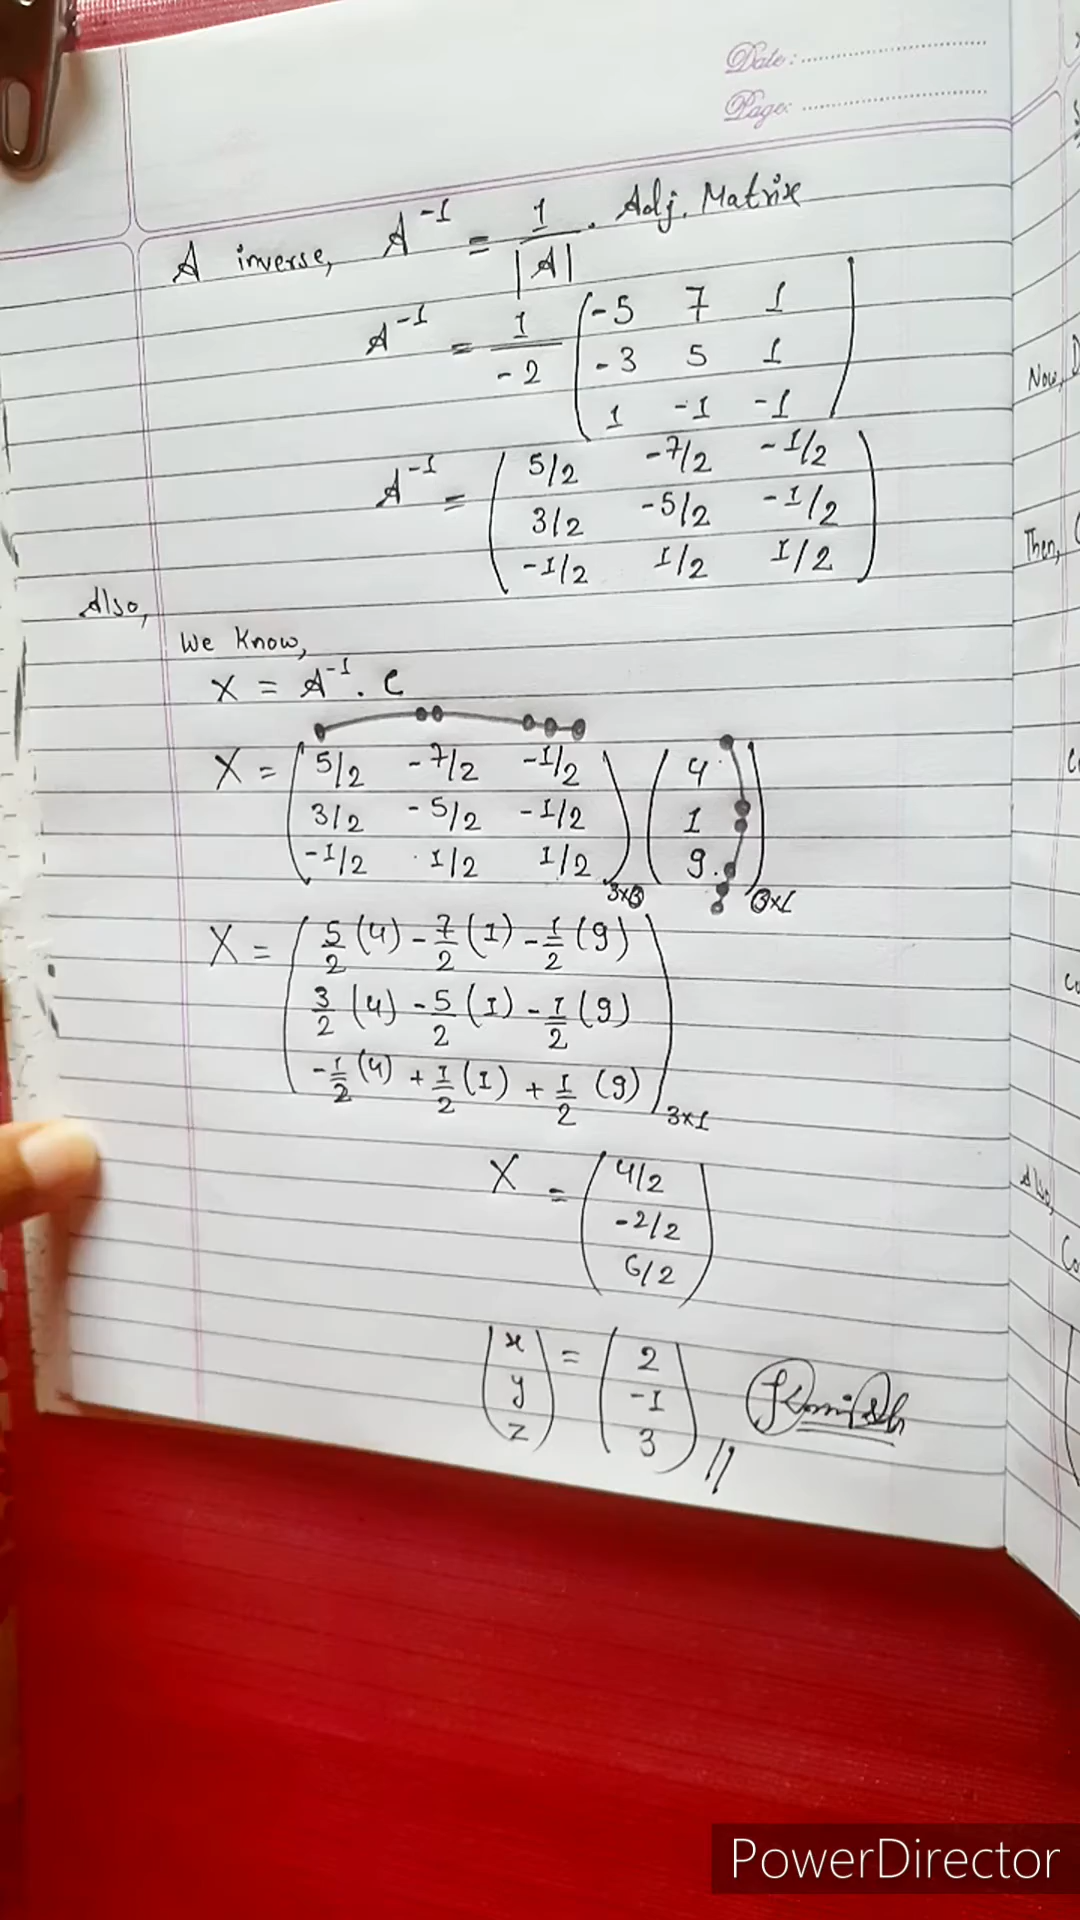 Date: ..............................
Page: ..............................
A inverse, A⁻¹ = 1/|A| . Adj. Matrix
A⁻¹ = 1/-2 ( -5 7 1
-3 5 1
1 -1 -1 )
A⁻¹ = ( 5/2 -7/2 -1/2
3/2 -5/2 -1/2
-1/2 1/2 1/2 )
Also,
We Know,
X = A⁻¹. C
X = ( 5/2 -7/2 -1/2 ) ( 4 )
3/2 -5/2 -1/2 1
-1/2 1/2 1/2 9
3×3 3×1
X = ( 5/2 (4) - 7/2 (1) - 1/2 (9)
3/2 (4) - 5/2 (1) - 1/2 (9)
-1/2 (4) + 1/2 (1) + 1/2 (9) ) 3×1
X = ( 4/2
-2/2
6/2 )
( x ) = ( 2 )
y -1
z 3 //
Now,
Then,
Also,
PowerDirector